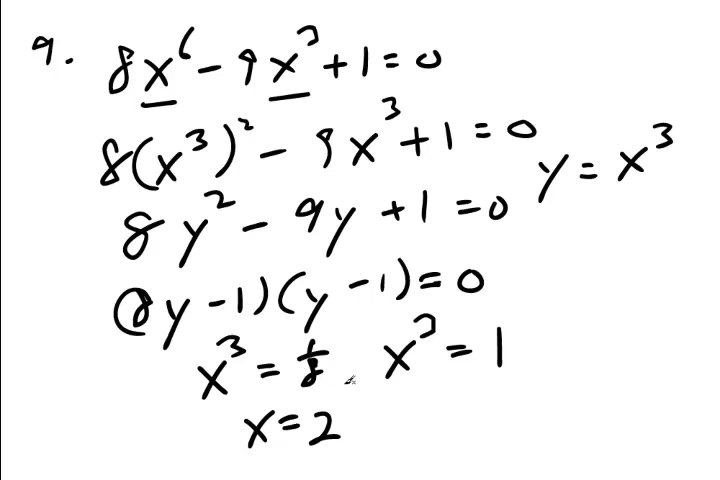 9. 8x⁶ - 9x³ + 1 = 0
8(x³)² - 9x³ + 1 = 0
y = x³
8y² - 9y + 1 = 0
(8y - 1)(y - 1) = 0
x³ = 1/8 x³ = 1
x = 2